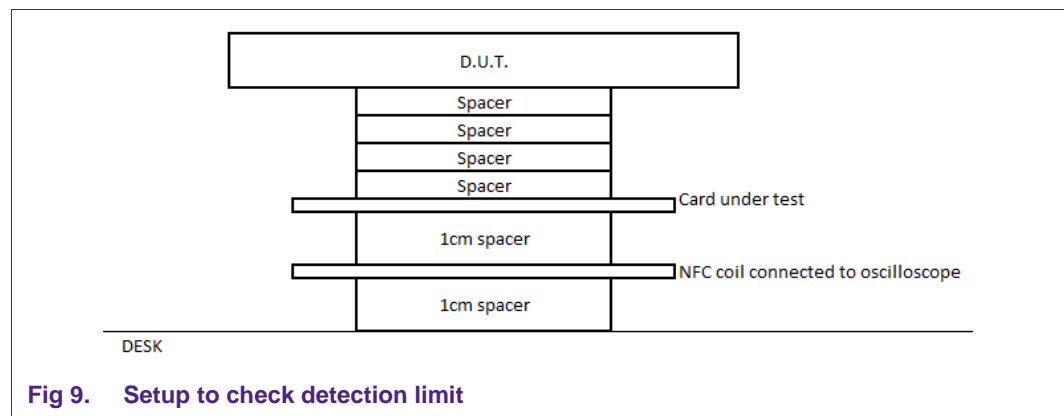 D.U.T.
Spacer
Spacer
Spacer
Spacer
Card under test
1cm spacer
NFC coil connected to oscilloscope
1cm spacer
DESK
Fig 9. Setup to check detection limit